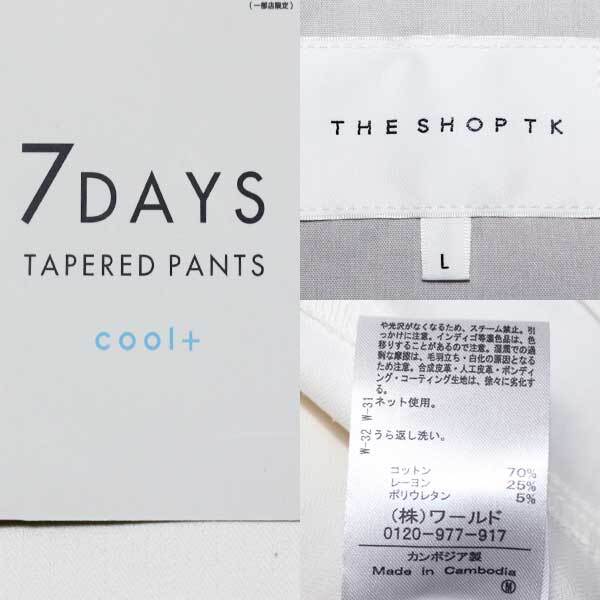 (一部店限定)
7DAYS
TAPERED PANTS
cool+
THE SHOP TK
L
や光沢がなくなるため、スチーム禁止。引
っかけに注意。インディゴ等濃色品は、色
移りすることがあるので注意。湿潤での過
剰な摩擦は、毛羽立ち・白化の原因となる
ため注意。合成皮革・人工皮革・ボンディ
ング・コーティング生地は、徐々に劣化す
る。
W-31
ネット使用。
W-32
うら返し洗い。
コットン 70%
レーヨン 25%
ポリウレタン 5%
(株)ワールド
0120-977-917
カンボジア製
Made in Cambodia